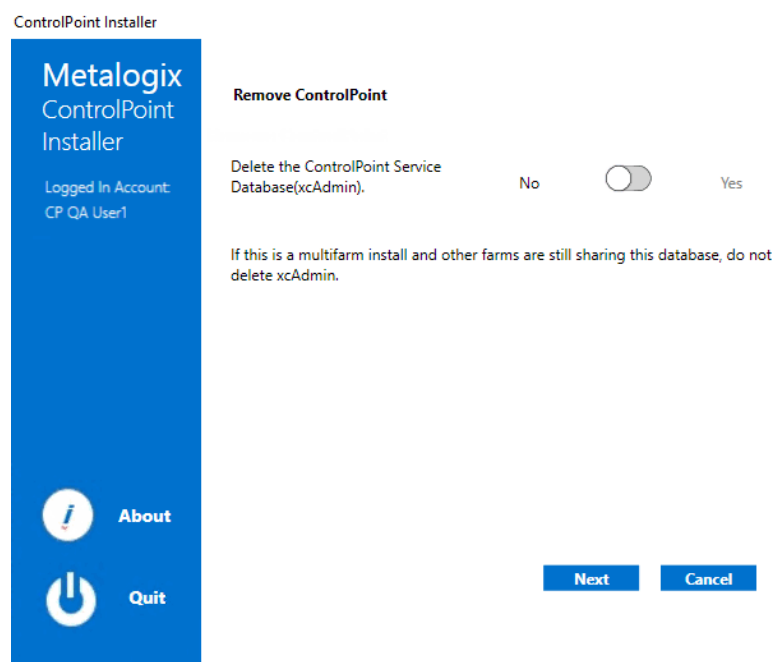 ControlPoint Installer
Metalogix
ControlPoint
Installer
Logged In Account:
CP QA User1
Remove ControlPoint
Delete the ControlPoint Service
Database(xcAdmin).
No
Yes
If this is a multifarm install and other farms are still sharing this database, do not
delete xcAdmin.
About
Quit
Next
Cancel